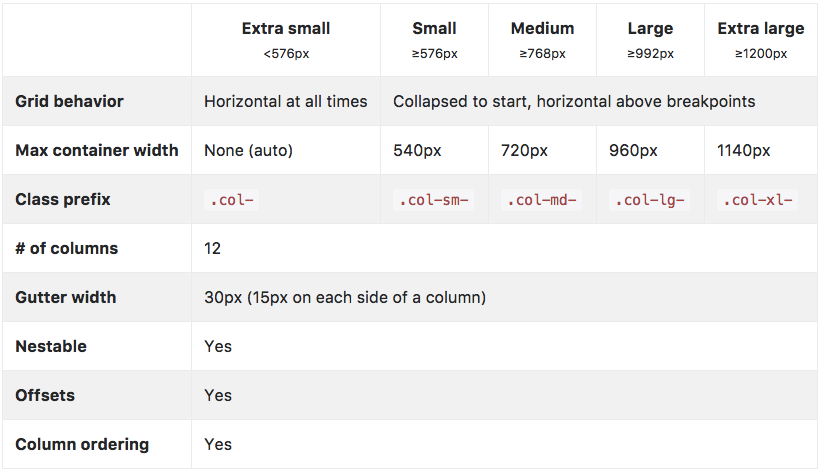 Extra small Small Medium Large Extra large
<576px ≥576px ≥768px ≥992px ≥1200px
Grid behavior Horizontal at all times Collapsed to start, horizontal above breakpoints
Max container width None (auto) 540px 720px 960px 1140px
Class prefix .col- .col-sm- .col-md- .col-lg- .col-xl-
# of columns 12
Gutter width 30px (15px on each side of a column)
Nestable Yes
Offsets Yes
Column ordering Yes